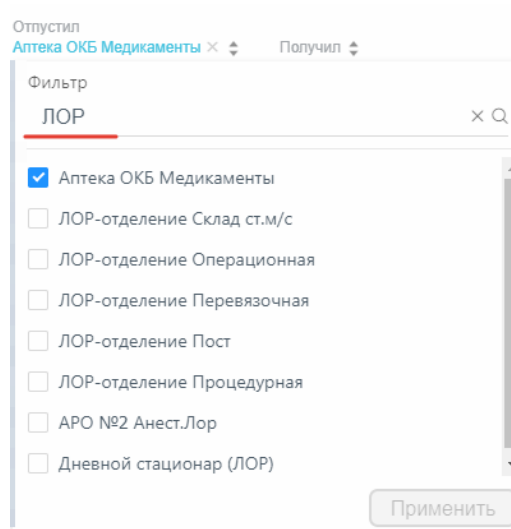 Отпустил
Аптека ОКБ Медикаменты Получил
Фильтр
ЛОР
Аптека ОКБ Медикаменты
ЛОР-отделение Склад ст.м/с
ЛОР-отделение Операционная
ЛОР-отделение Перевязочная
ЛОР-отделение Пост
ЛОР-отделение Процедурная
АРО №2 Анест.Лор
Дневной стационар (ЛОР)
Применить